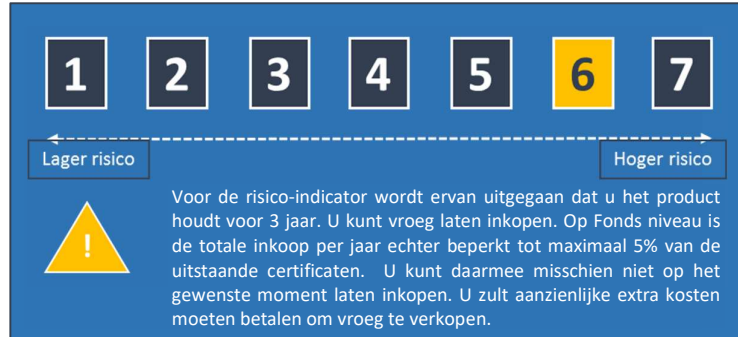 1 2 3 4 5 6 7
Lager risico Hoger risico
Voor de risico-indicator wordt ervan uitgegaan dat u het product
houdt voor 3 jaar. U kunt vroeg laten inkopen. Op Fonds niveau is
de totale inkoop per jaar echter beperkt tot maximaal 5% van de
uitstaande certificaten. U kunt daarmee misschien niet op het
gewenste moment laten inkopen. U zult aanzienlijke extra kosten
moeten betalen om vroeg te verkopen.
!